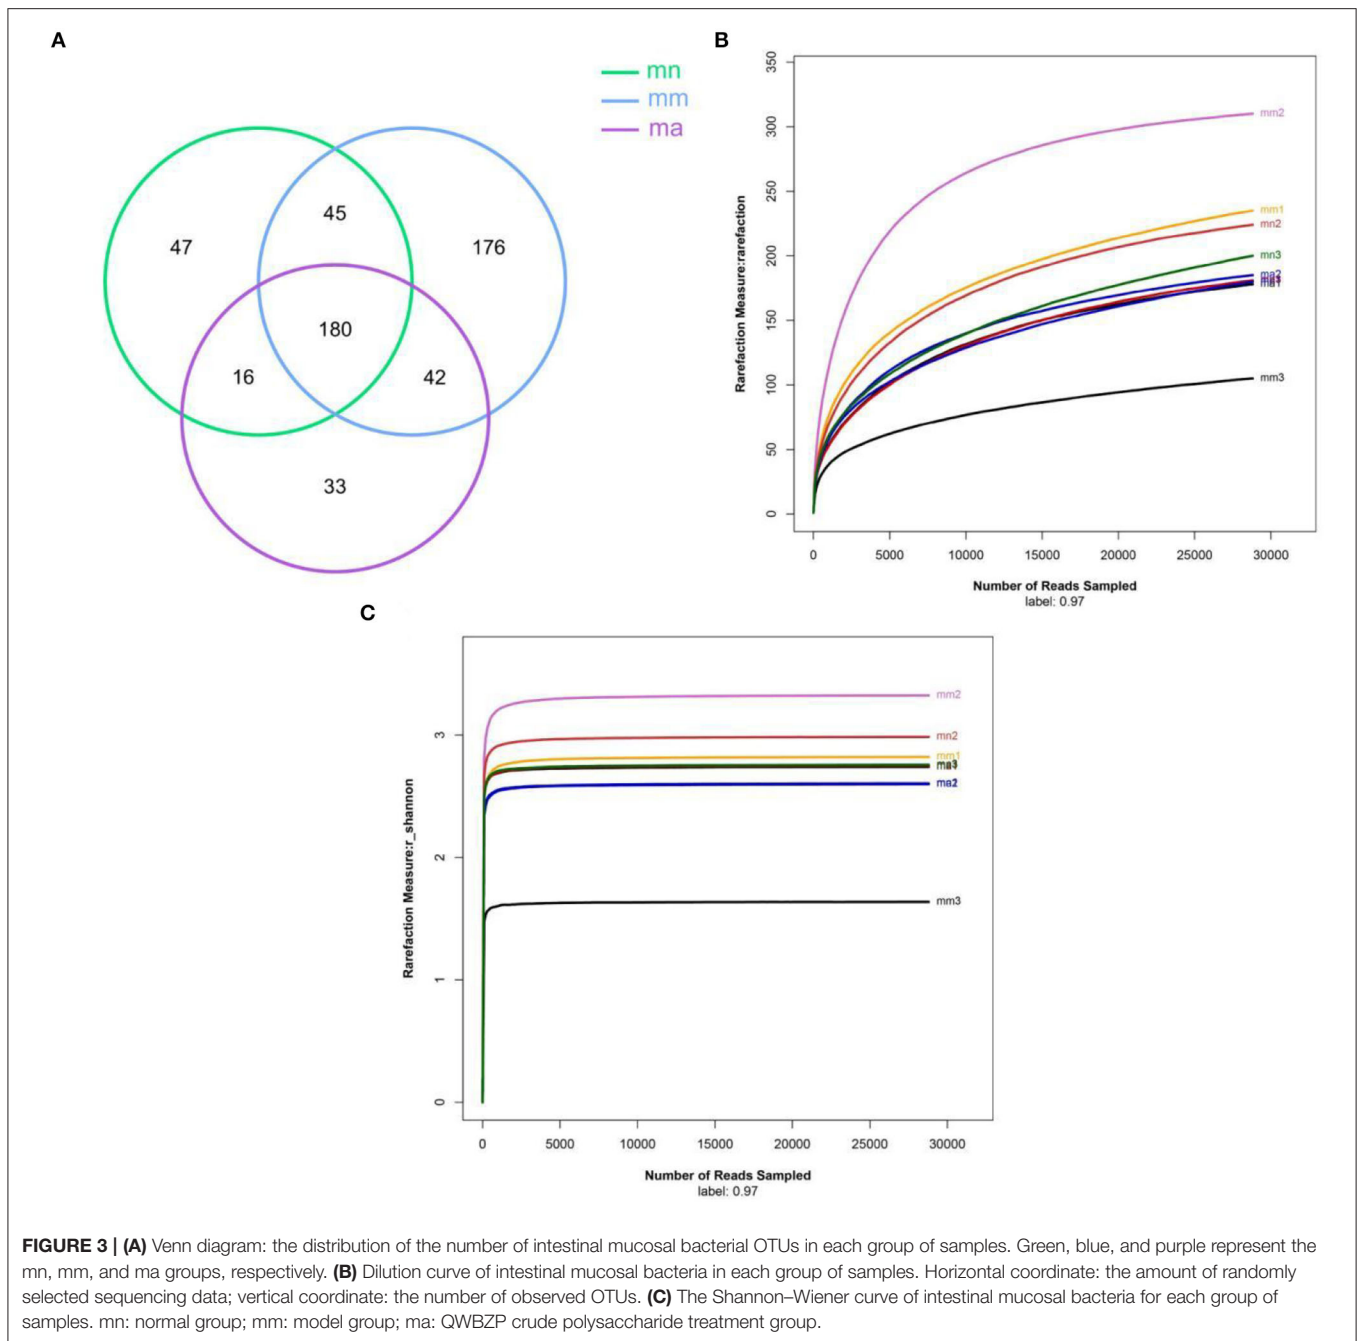 A
mn
mm
ma
47
45
176
180
16
42
33
B
350
300
250
200
150
100
50
0
Rarefaction Measure:rarefaction
mm2
mm1
mn2
mn3
ma2
ma1
mm3
0 5000 10000 15000 20000 25000 30000
Number of Reads Sampled
label: 0.97
C
3
2
1
0
Rarefaction Measure:r_shannon
mm2
mn2
mm1
mm3
0 5000 10000 15000 20000 25000 30000
Number of Reads Sampled
label: 0.97
FIGURE 3 | (A) Venn diagram: the distribution of the number of intestinal mucosal bacterial OTUs in each group of samples. Green, blue, and purple represent the
mn, mm, and ma groups, respectively. (B) Dilution curve of intestinal mucosal bacteria in each group of samples. Horizontal coordinate: the amount of randomly
selected sequencing data; vertical coordinate: the number of observed OTUs. (C) The Shannon–Wiener curve of intestinal mucosal bacteria for each group of
samples. mn: normal group; mm: model group; ma: QWBZP crude polysaccharide treatment group.